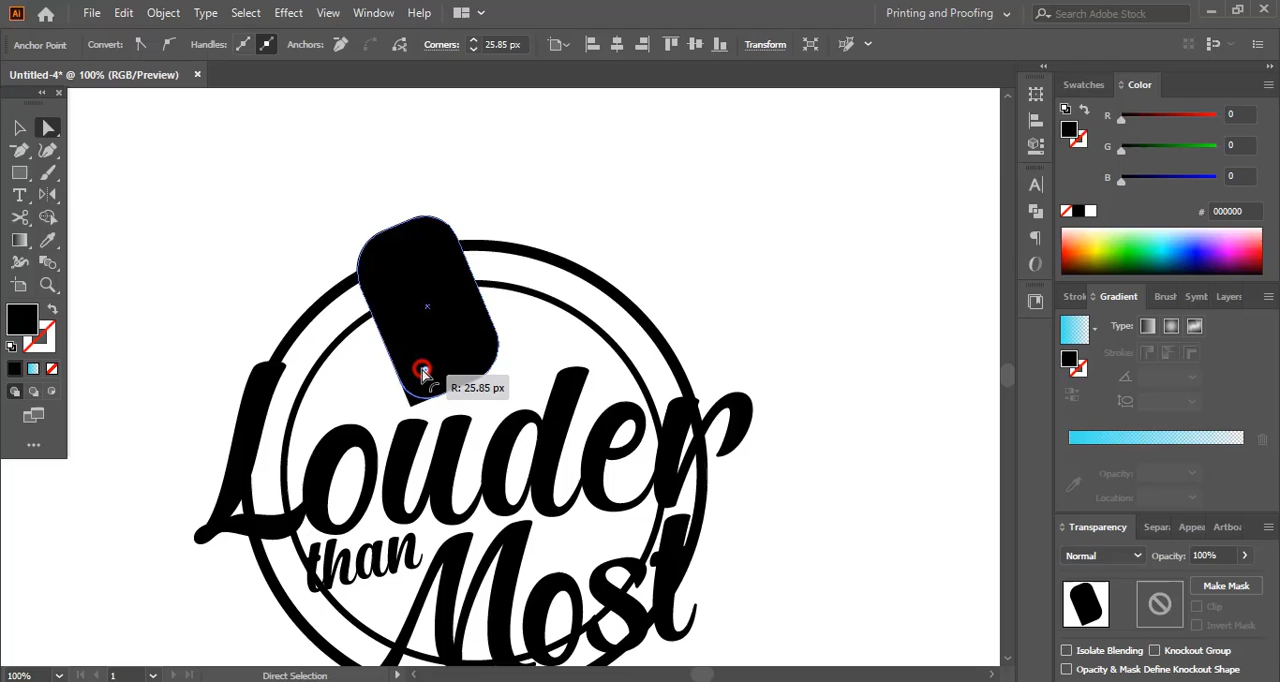 Ai File Edit Object Type Select Effect View Window Help Printing and Proofing Search Adobe Stock
Anchor Point Convert: Handles: Anchors: Corners: 25.85 px Transform
Untitled-4* @ 100% (RGB/Preview)
Swatches Color
R 0
G 0
B 0
# 000000
Strok Gradient Brush Symb Layers
Type:
Stroke:
Opacity:
Location:
R: 25.85 px
Louder
than Most
Transparency Separ Appea Artboa
Normal Opacity: 100%
Make Mask
Clip
Invert Mask
Isolate Blending Knockout Group
Opacity & Mask Define Knockout Shape
100% 1 Direct Selection